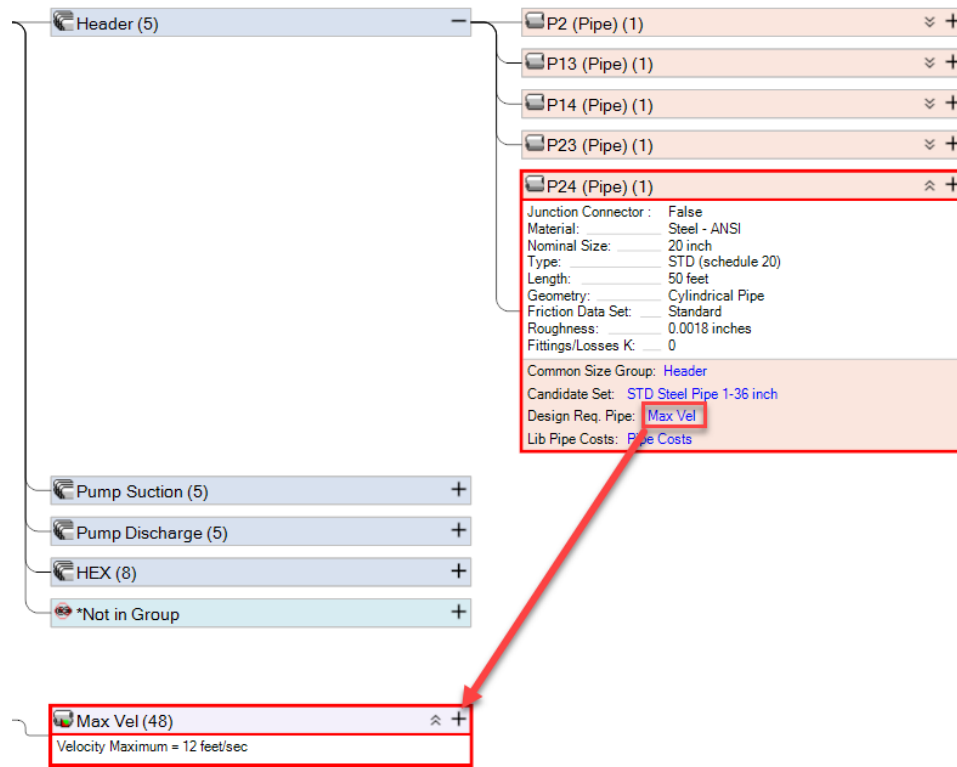 Header (5)
P2 (Pipe) (1)
P13 (Pipe) (1)
P14 (Pipe) (1)
P23 (Pipe) (1)
P24 (Pipe) (1)
Junction Connector : False
Material: Steel - ANSI
Nominal Size: 20 inch
Type: STD (schedule 20)
Length: 50 feet
Geometry: Cylindrical Pipe
Friction Data Set: Standard
Roughness: 0.0018 inches
Fittings/Losses K: 0
Common Size Group: Header
Candidate Set: STD Steel Pipe 1-36 inch
Design Req. Pipe: Max Vel
Lib Pipe Costs: Pipe Costs
Pump Suction (5)
Pump Discharge (5)
HEX (8)
*Not in Group
Max Vel (48)
Velocity Maximum = 12 feet/sec